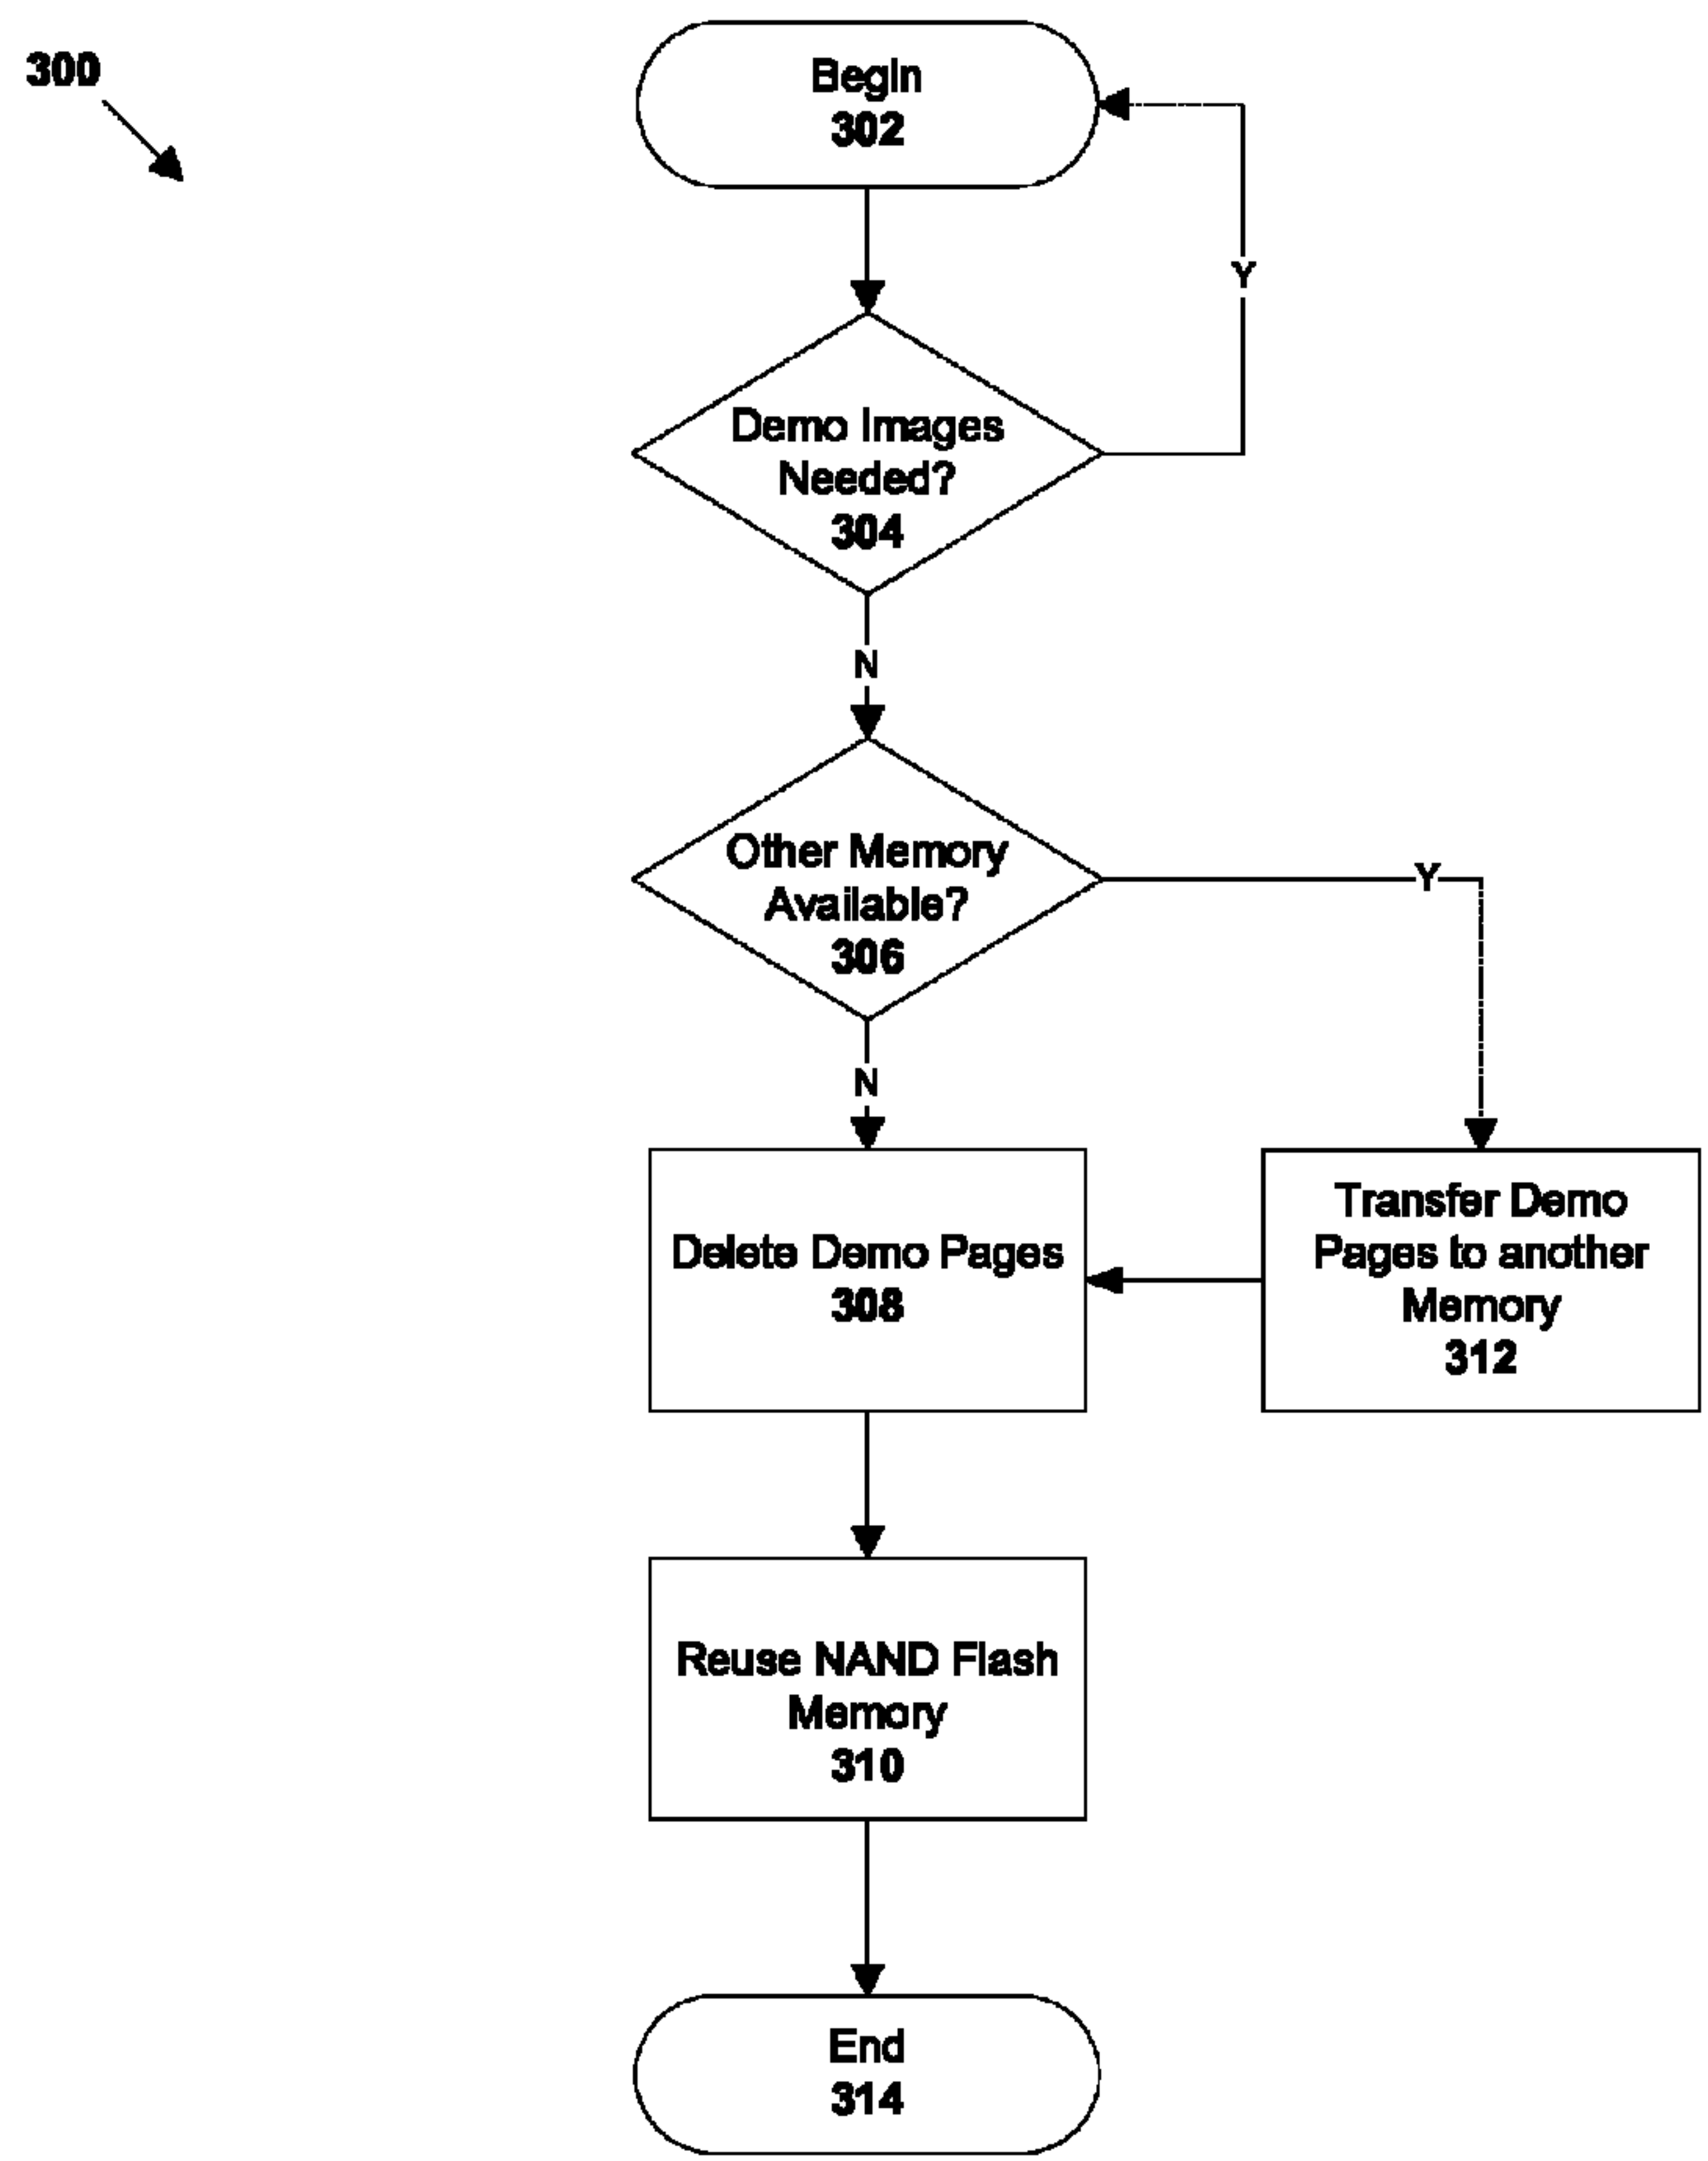 300
Begin
302
Y
Demo Images
Needed?
304
N
Other Memory
Available?
306
Y
N
Delete Demo Pages
308
Transfer Demo
Pages to another
Memory
312
Reuse NAND Flash
Memory
310
End
314